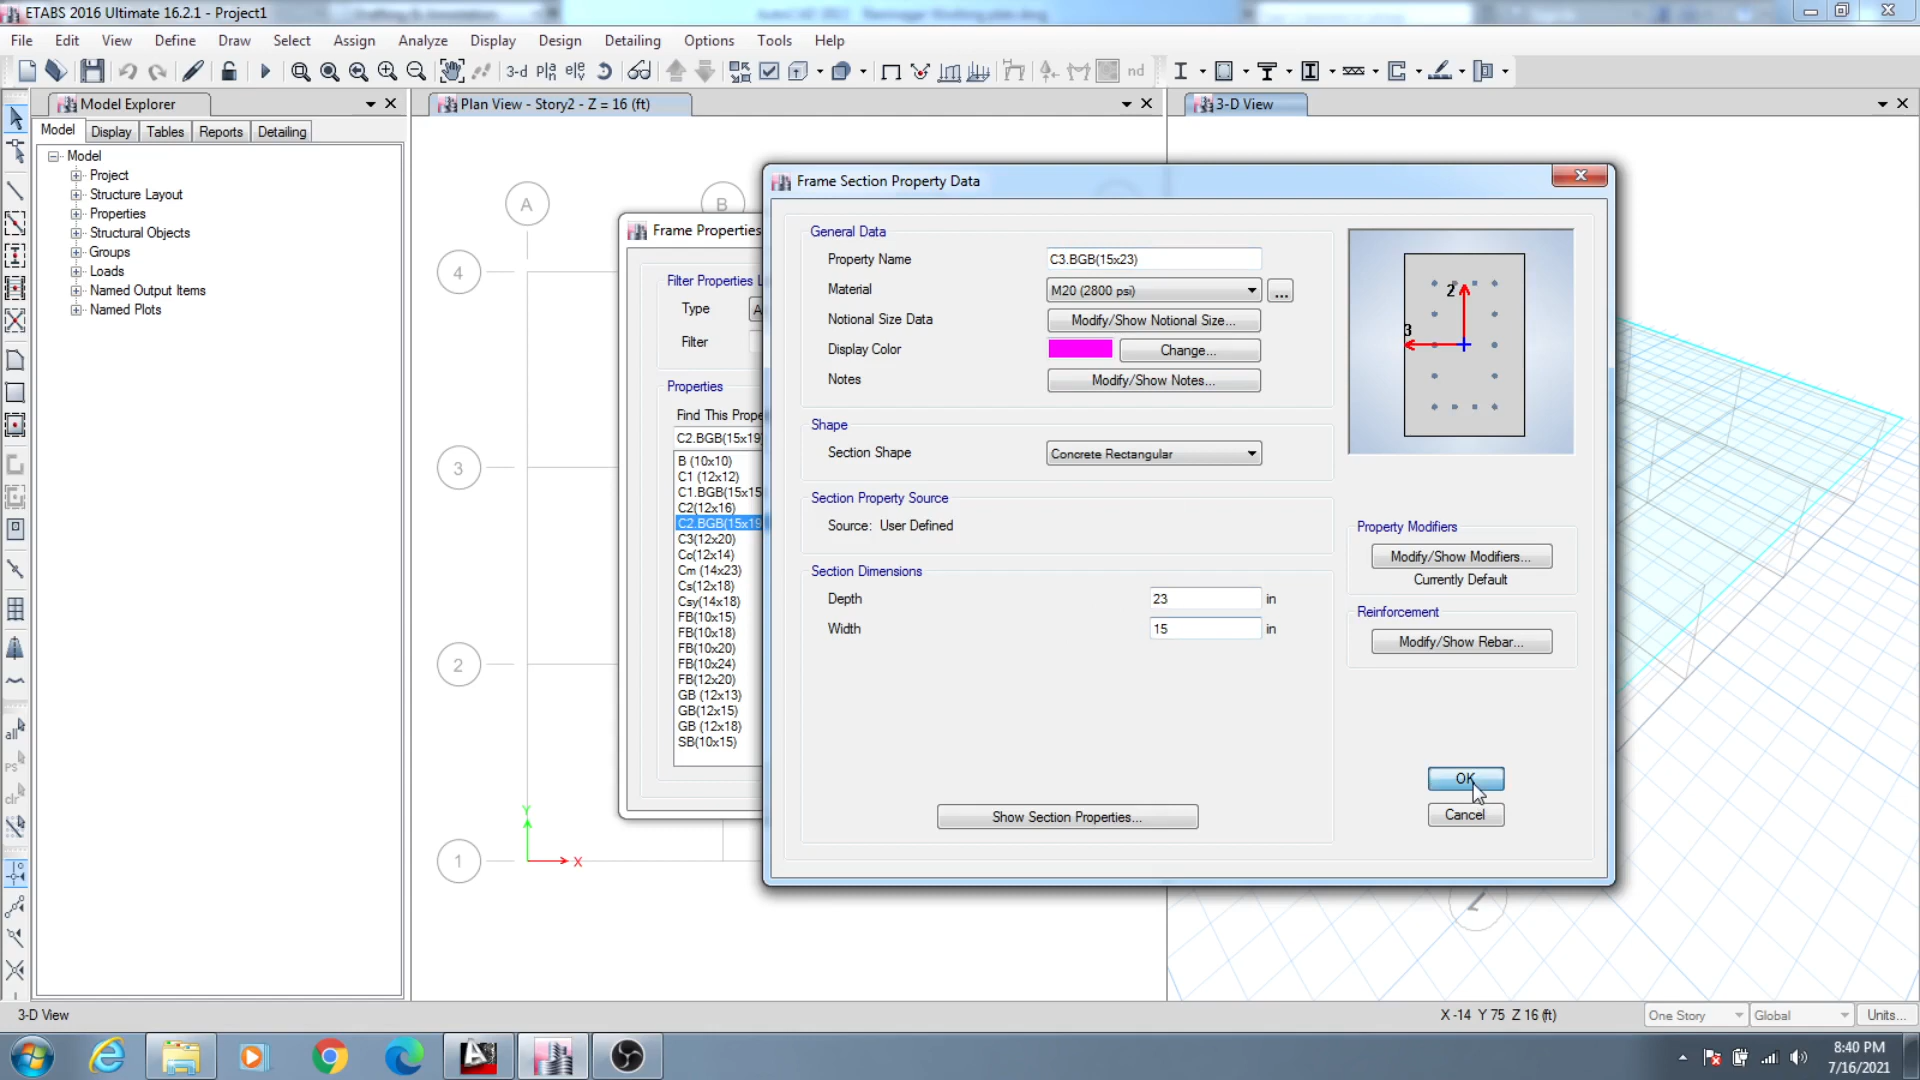 ETABS 2016 Ultimate 16.2.1 - Project1
File Edit View Define Draw Select Assign Analyze Display Design Detailing Options Tools Help
3-d nd
Model Explorer
Plan View - Story2 - Z = 16 (ft)
3-D View
Model Display Tables Reports Detailing
Model
Project
Structure Layout
Properties
Structural Objects
Groups
Loads
Named Output Items
Named Plots
all
ps
clr
A
B
4
3
2
1
Y
X
Frame Properties
Filter Properties L
Type
Filter
Properties
Find This Prope
C2.BGB(15x19)
B (10x10)
C1 (12x12)
C1.BGB(15x15
C2(12x16)
C2.BGB(15x19
C3(12x20)
Cc(12x14)
Cm (14x23)
Cs(12x18)
Csy(14x18)
FB(10x15)
FB(10x18)
FB(10x20)
FB(10x24)
FB(12x20)
GB (12x13)
GB(12x15)
GB (12x18)
SB(10x15)
Frame Section Property Data
General Data
Property Name C3.BGB(15x23)
Material M20 (2800 psi) ...
Notional Size Data Modify/Show Notional Size...
Display Color Change...
Notes Modify/Show Notes...
Shape
Section Shape Concrete Rectangular
Section Property Source
Source: User Defined
Section Dimensions
Depth 23 in
Width 15 in
Show Section Properties...
2
3
Property Modifiers
Modify/Show Modifiers...
Currently Default
Reinforcement
Modify/Show Rebar...
OK
Cancel
3-D View
X -14 Y 75 Z 16 (ft)
One Story Global Units...
8:40 PM
7/16/2021